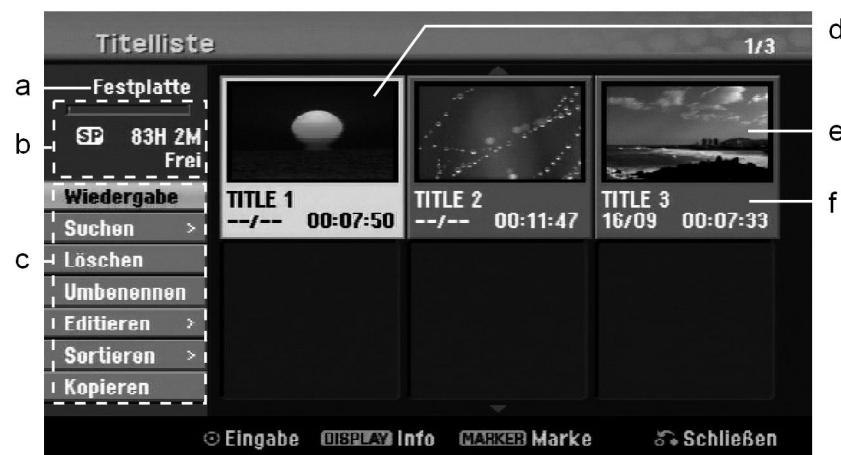 Titelliste
1/3
d
a
Festplatte
b
SP 83H 2M
Frei
e
Wiedergabe
Suchen >
c
Löschen
Umbenennen
Editieren >
Sortieren >
Kopieren
TITLE 1
--/-- 00:07:50
TITLE 2
--/-- 00:11:47
TITLE 3
16/09 00:07:33
f
Eingabe DISPLAY Info MARKER Marke Schließen